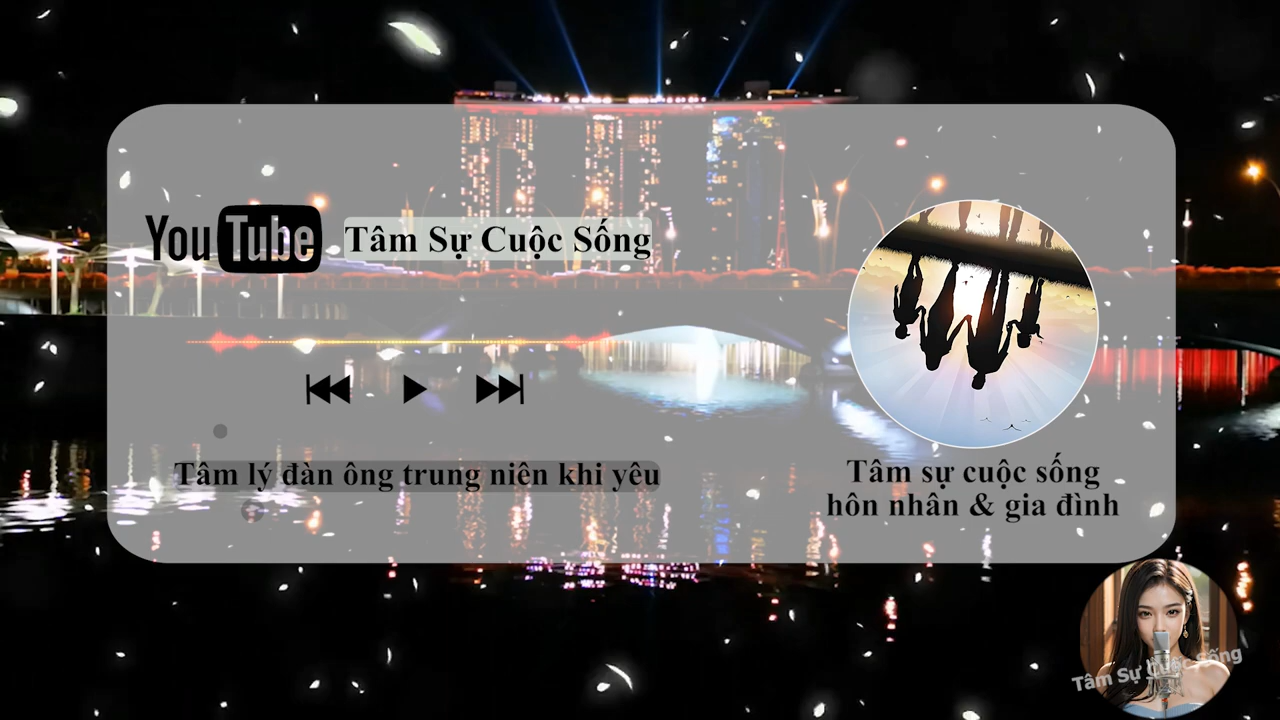 YouTube Tâm Sự Cuộc Sống
Tâm lý đàn ông trung niên khi yêu
Tâm sự cuộc sống
hôn nhân & gia đình
Tâm Sự Cuộc Sống